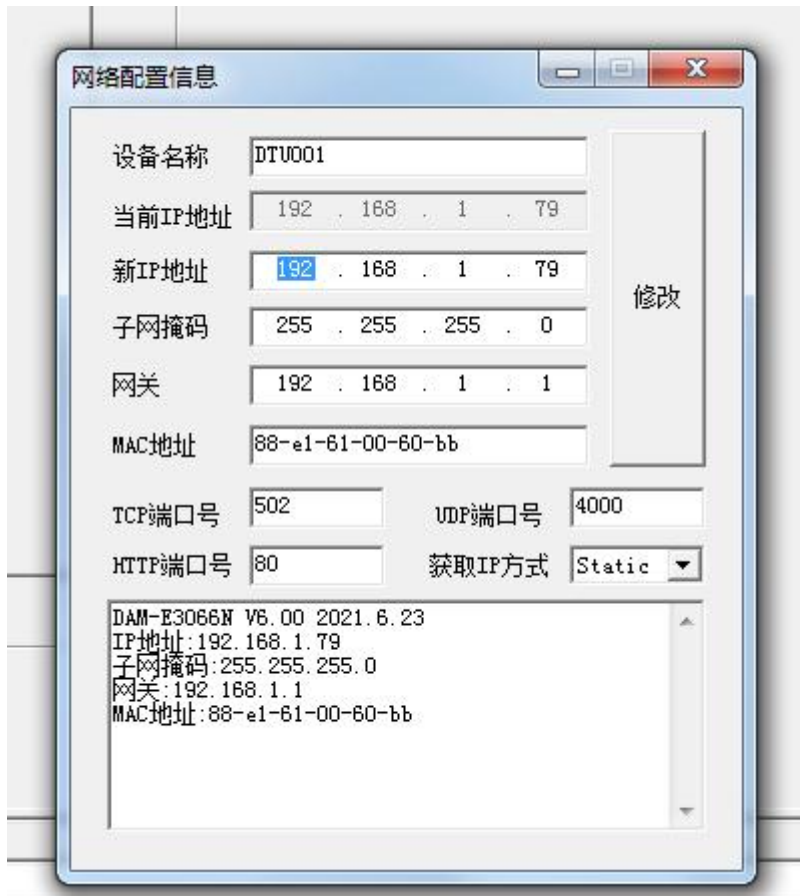 网络配置信息
设备名称 DTU001
当前IP地址 192 . 168 . 1 . 79
新IP地址 192 . 168 . 1 . 79
修改
子网掩码 255 . 255 . 255 . 0
网关 192 . 168 . 1 . 1
MAC地址 88-e1-61-00-60-bb
TCP端口号 502 UDP端口号 4000
HTTP端口号 80 获取IP方式 Static
DAM-E3066N V6.00 2021.6.23
IP地址:192.168.1.79
子网掩码:255.255.255.0
网关:192.168.1.1
MAC地址:88-e1-61-00-60-bb